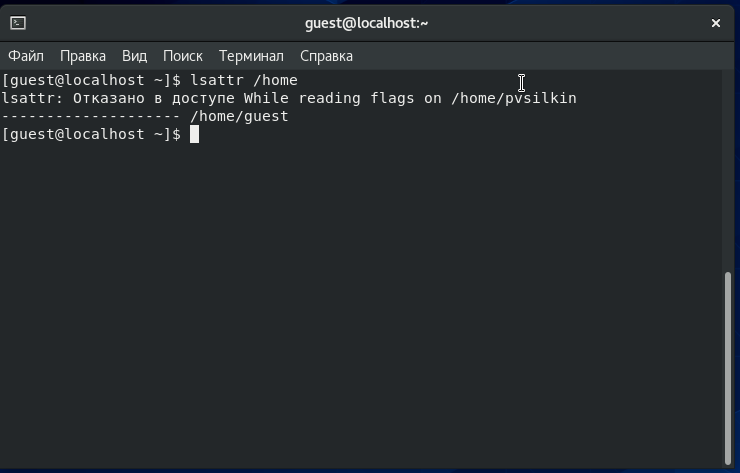 guest@localhost:~
Файл Правка Вид Поиск Терминал Справка
[guest@localhost ~]$ lsattr /home
lsattr: Отказано в доступе While reading flags on /home/pvsilkin
-------------------- /home/guest
[guest@localhost ~]$